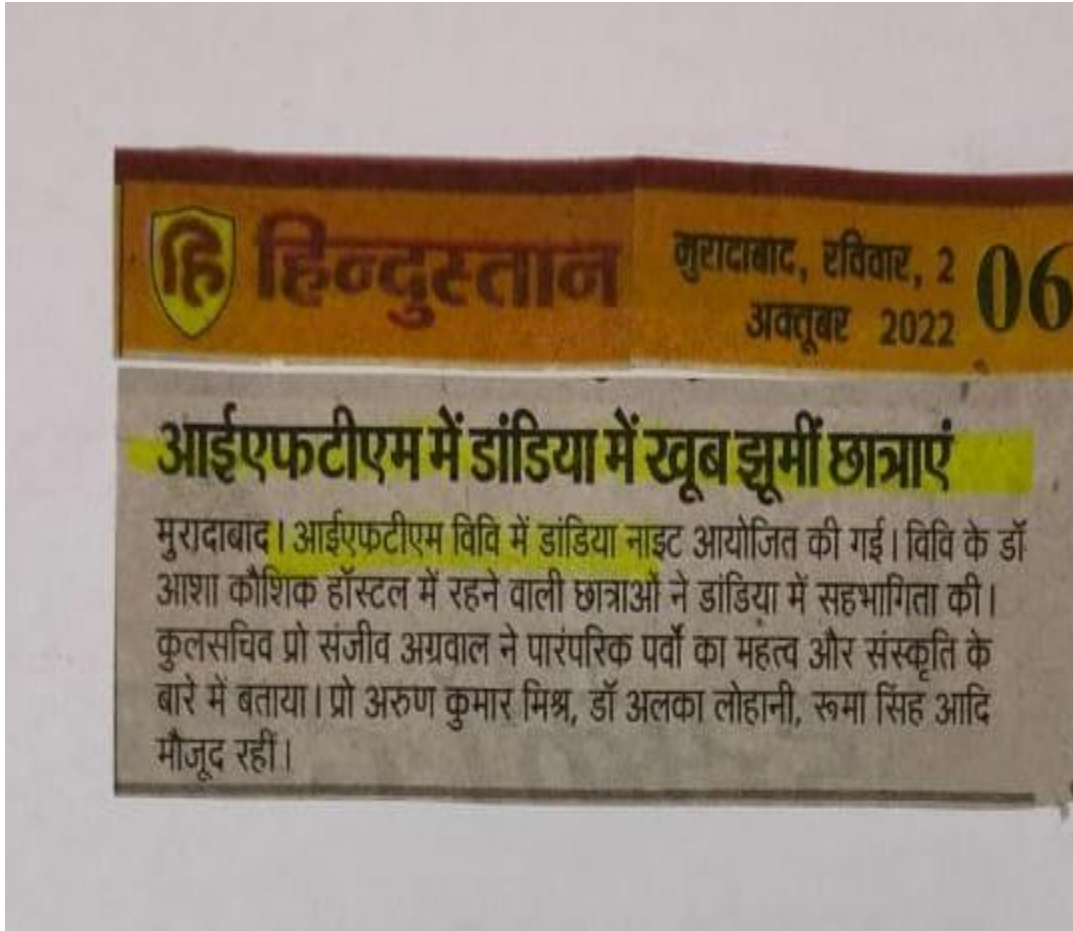 हि हिन्दुस्तान
मुरादाबाद, रविवार, 2
अक्तूबर 2022
06
आईएफटीएम में डांडिया में खूब झूमीं छात्राएं
मुरादाबाद। आईएफटीएम विवि में डांडिया नाइट आयोजित की गई। विवि के डॉ
आशा कौशिक हॉस्टल में रहने वाली छात्राओं ने डांडिया में सहभागिता की।
कुलसचिव प्रो संजीव अग्रवाल ने पारंपरिक पर्वों का महत्व और संस्कृति के
बारे में बताया। प्रो अरुण कुमार मिश्र, डॉ अलका लोहानी, रूमा सिंह आदि
मौजूद रहीं।